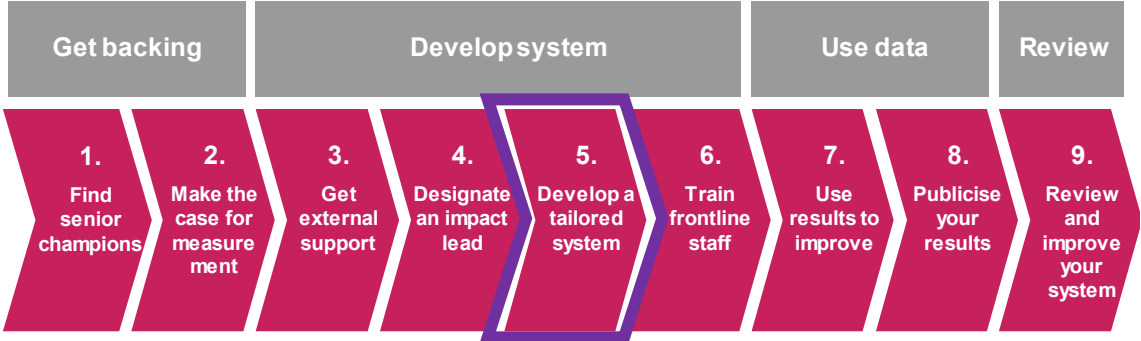 Get backing
Develop system
Use data
Review
1.
Find
senior
champions
2.
Make the
case for
measure
ment
3.
Get
external
support
4.
Designate
an impact
lead
5.
Develop a
tailored
system
6.
Train
frontline
staff
7.
Use
results to
improve
8.
Publicise
your
results
9.
Review
and
improve
your
system